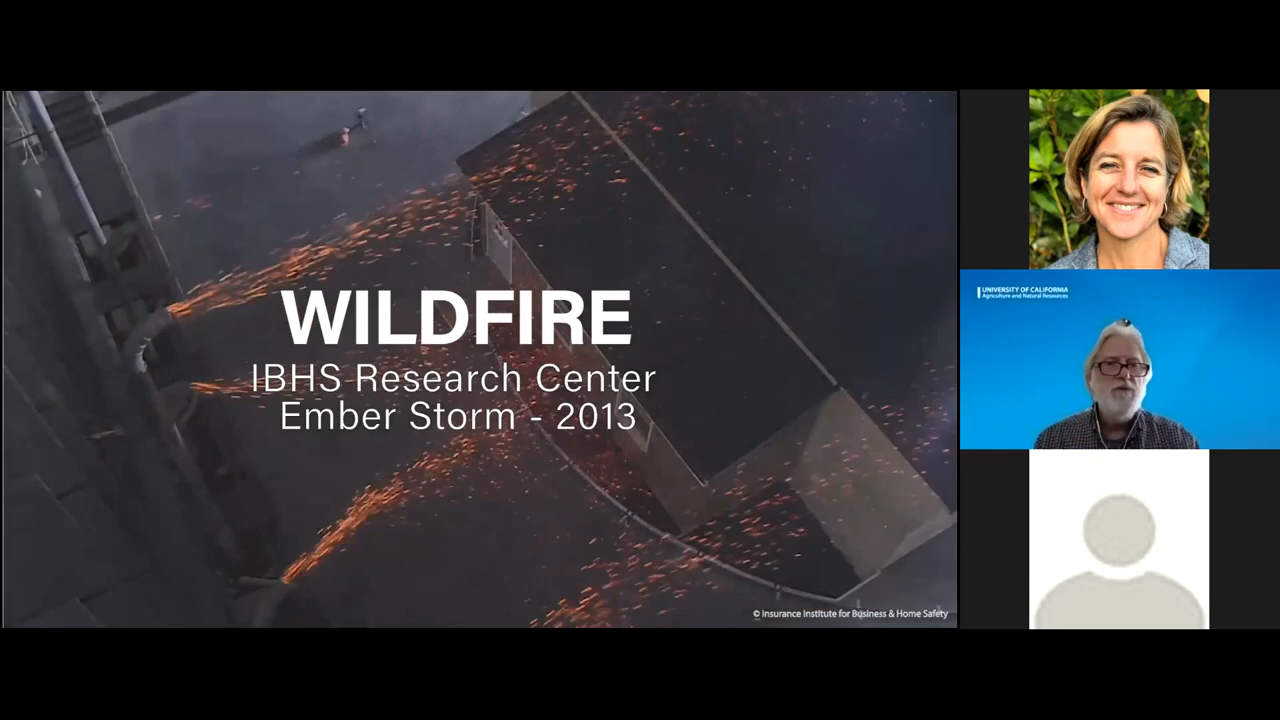 WILDFIRE
IBHS Research Center
Ember Storm - 2013
© Insurance Institute for Business & Home Safety
UNIVERSITY OF CALIFORNIA
Agriculture and Natural Resources